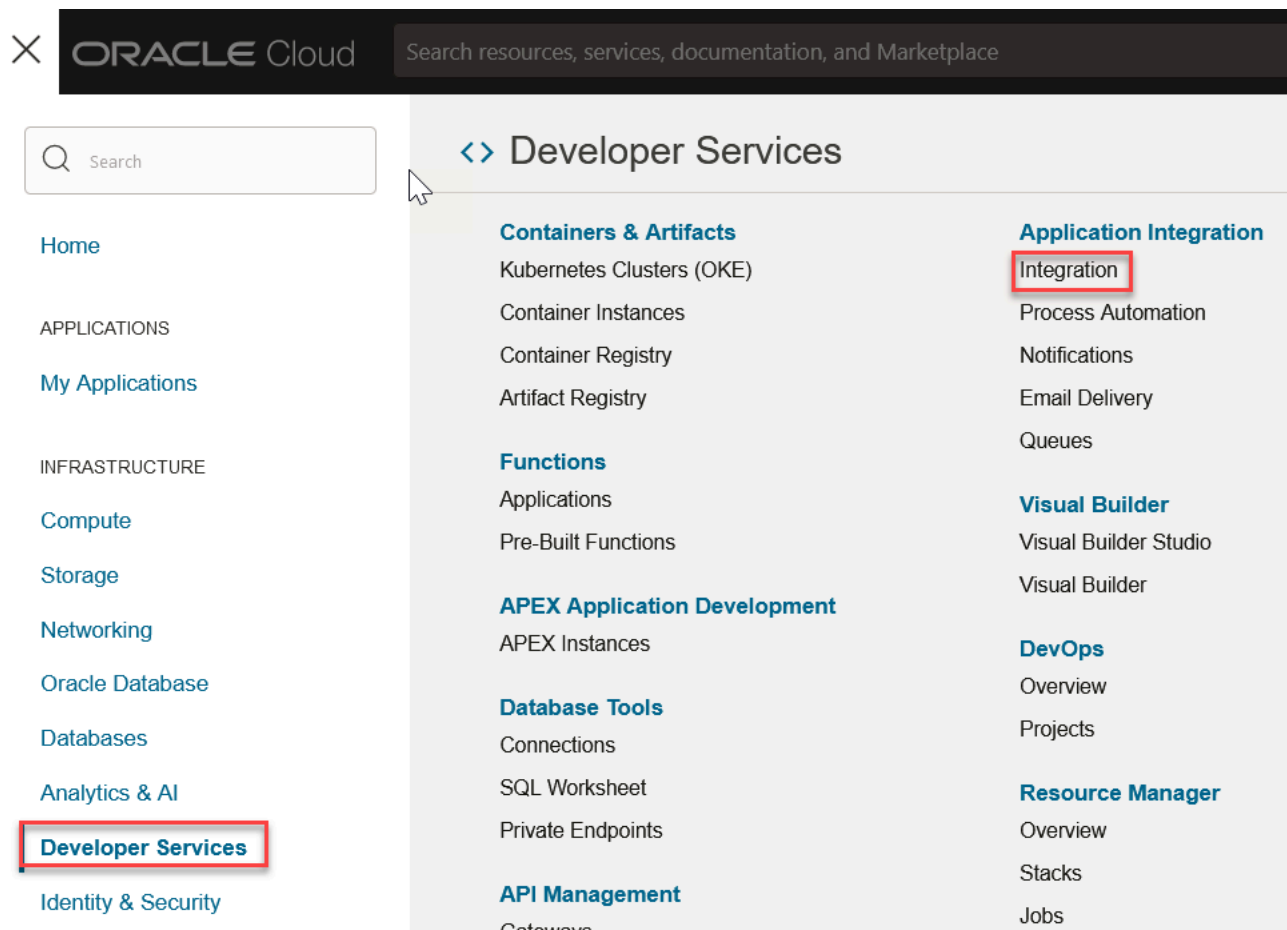 ORACLE Cloud
Search resources, services, documentation, and Marketplace
Search
Home
APPLICATIONS
My Applications
INFRASTRUCTURE
Compute
Storage
Networking
Oracle Database
Databases
Analytics & AI
Developer Services
Identity & Security
<> Developer Services
Containers & Artifacts
Kubernetes Clusters (OKE)
Container Instances
Container Registry
Artifact Registry
Functions
Applications
Pre-Built Functions
APEX Application Development
APEX Instances
Database Tools
Connections
SQL Worksheet
Private Endpoints
API Management
Gateways
Application Integration
Integration
Process Automation
Notifications
Email Delivery
Queues
Visual Builder
Visual Builder Studio
Visual Builder
DevOps
Overview
Projects
Resource Manager
Overview
Stacks
Jobs